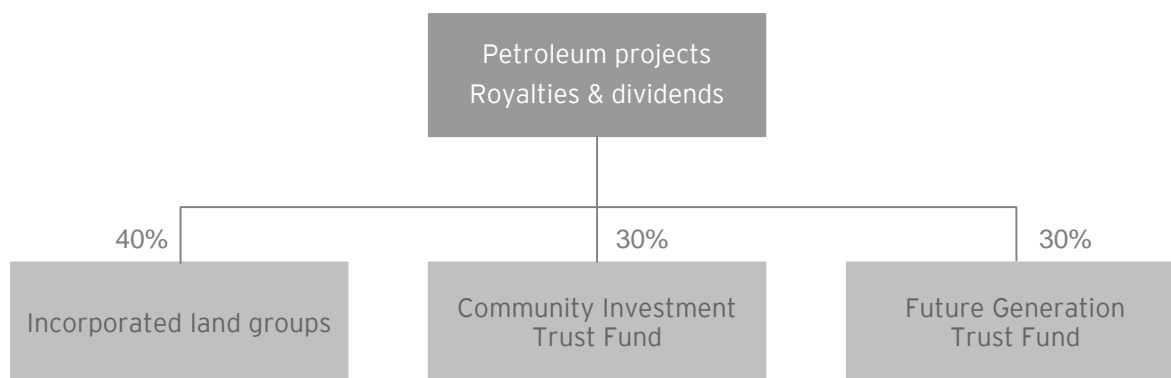 Petroleum projects
Royalties & dividends
40%
30%
30%
Incorporated land groups
Community Investment
Trust Fund
Future Generation
Trust Fund